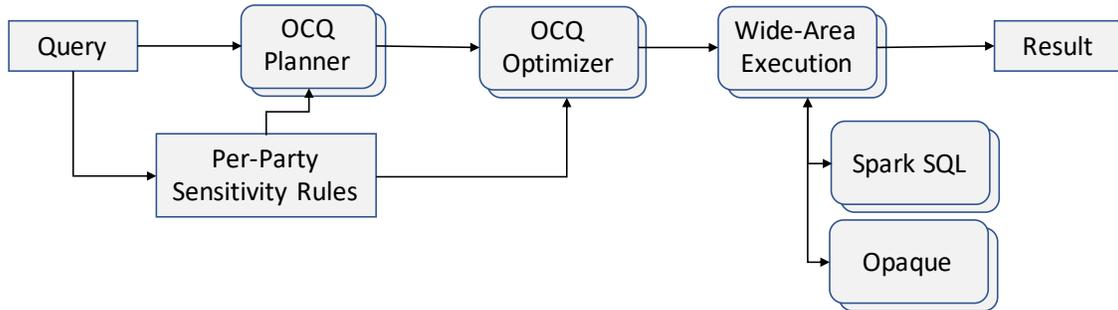 Query
OCQ
Planner
OCQ
Optimizer
Wide-Area
Execution
Result
Per-Party
Sensitivity Rules
Spark SQL
Opaque